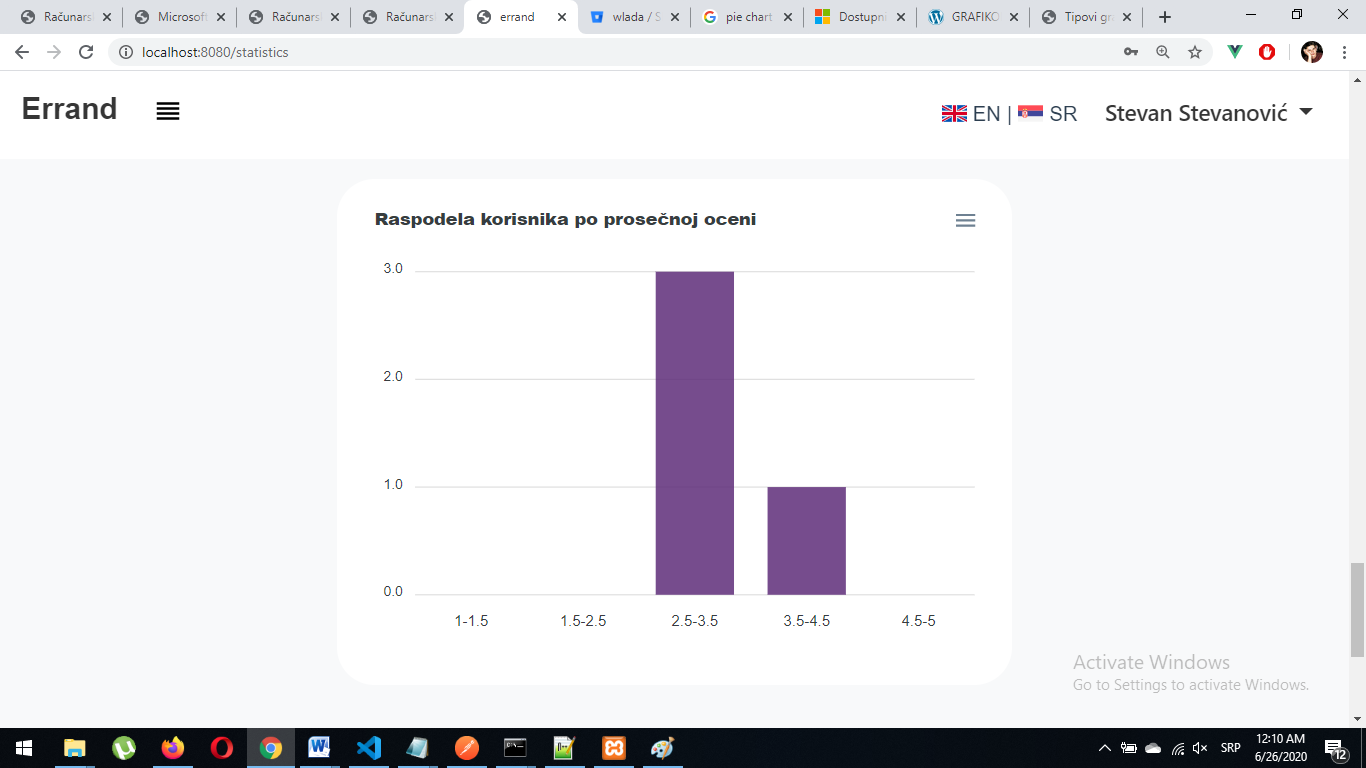 Računars
Microsoft
Računars
Računars
errand
wlada / S
pie chart
Dostupni
GRAFIKO
Tipovi gra
localhost:8080/statistics
Errand
EN | SR
Stevan Stevanović
Raspodela korisnika po prosečnoj oceni
3.0
2.0
1.0
0.0
1-1.5 1.5-2.5 2.5-3.5 3.5-4.5 4.5-5
Activate Windows
Go to Settings to activate Windows.
SRP
12:10 AM
6/26/2020
12